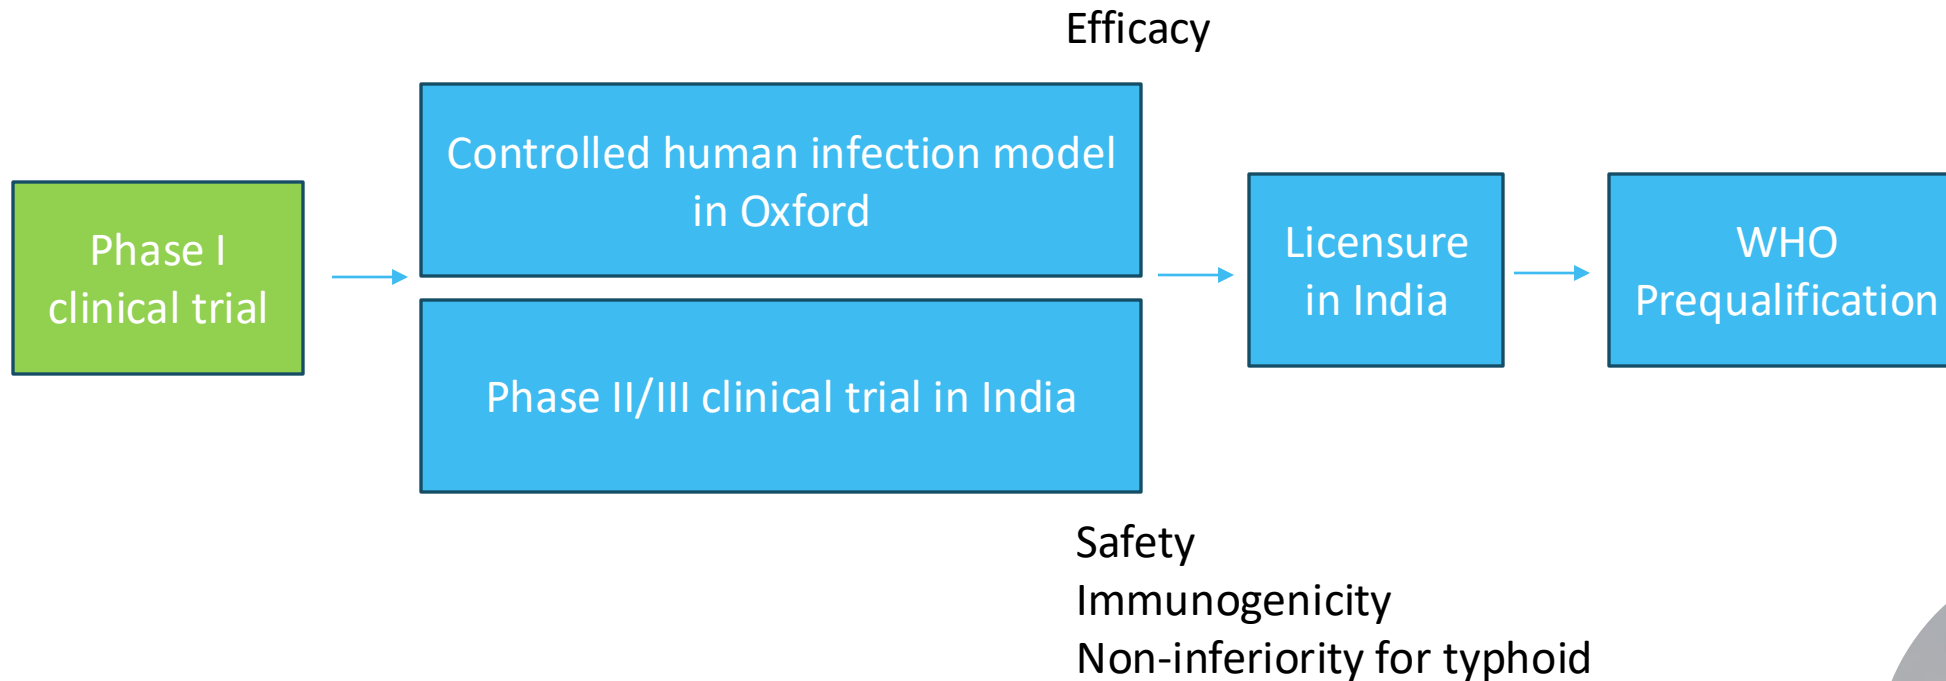 Efficacy
Controlled human infection model
in Oxford
Phase I
clinical trial
Phase II/III clinical trial in India
Licensure
in India
WHO
Prequalification
Safety
Immunogenicity
Non-inferiority for typhoid